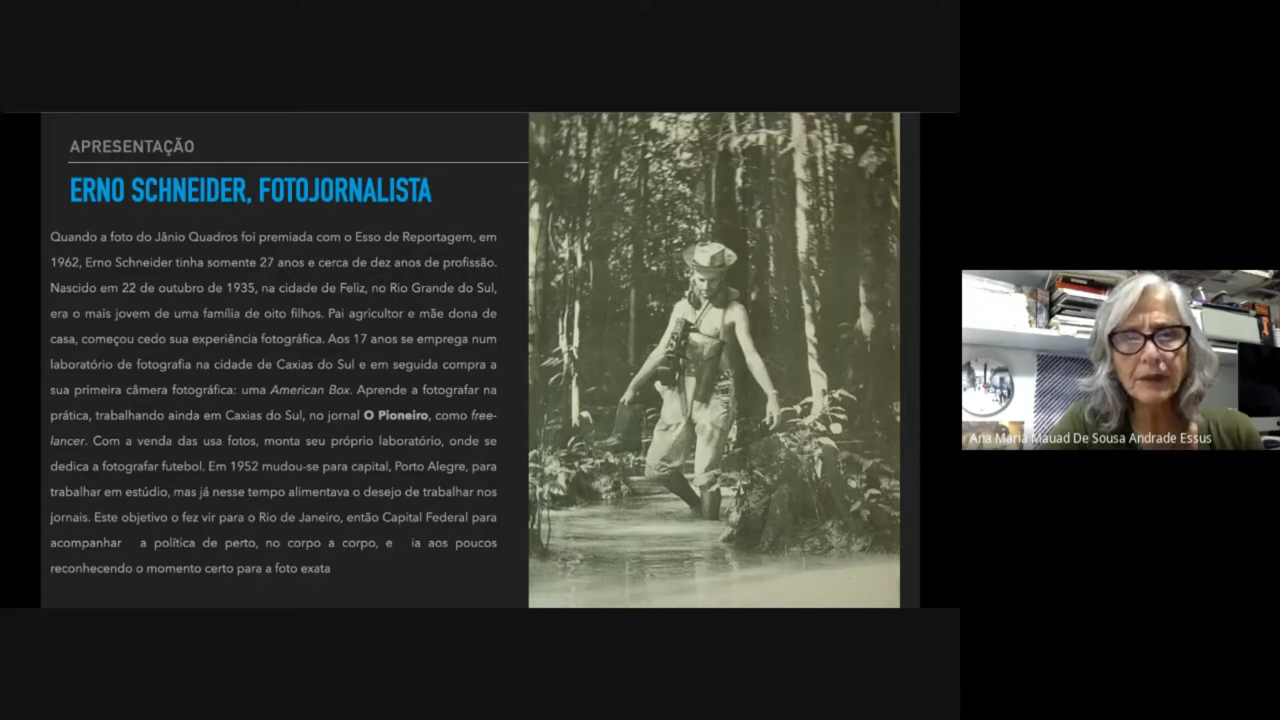 APRESENTAÇÃO
ERNO SCHNEIDER, FOTOJORNALISTA
Quando a foto do Jânio Quadros foi premiada com o Esso de Reportagem, em
1962, Erno Schneider tinha somente 27 anos e cerca de dez anos de profissão.
Nascido em 22 de outubro de 1935, na cidade de Feliz, no Rio Grande do Sul,
era o mais jovem de uma família de oito filhos. Pai agricultor e mãe dona de
casa, começou cedo sua experiência fotográfica. Aos 17 anos se emprega num
laboratório de fotografia na cidade de Caxias do Sul e em seguida compra a
sua primeira câmera fotográfica: uma American Box. Aprende a fotografar na
prática, trabalhando ainda em Caxias do Sul, no jornal O Pioneiro, como free-
lancer. Com a venda das usa fotos, monta seu próprio laboratório, onde se
dedica a fotografar futebol. Em 1952 mudou-se para capital, Porto Alegre, para
trabalhar em estúdio, mas já nesse tempo alimentava o desejo de trabalhar nos
jornais. Este objetivo o fez vir para o Rio de Janeiro, então Capital Federal para
acompanhar a política de perto, no corpo a corpo, e ia aos poucos
reconhecendo o momento certo para a foto exata
Ana Maria Mauad De Sousa Andrade Essus